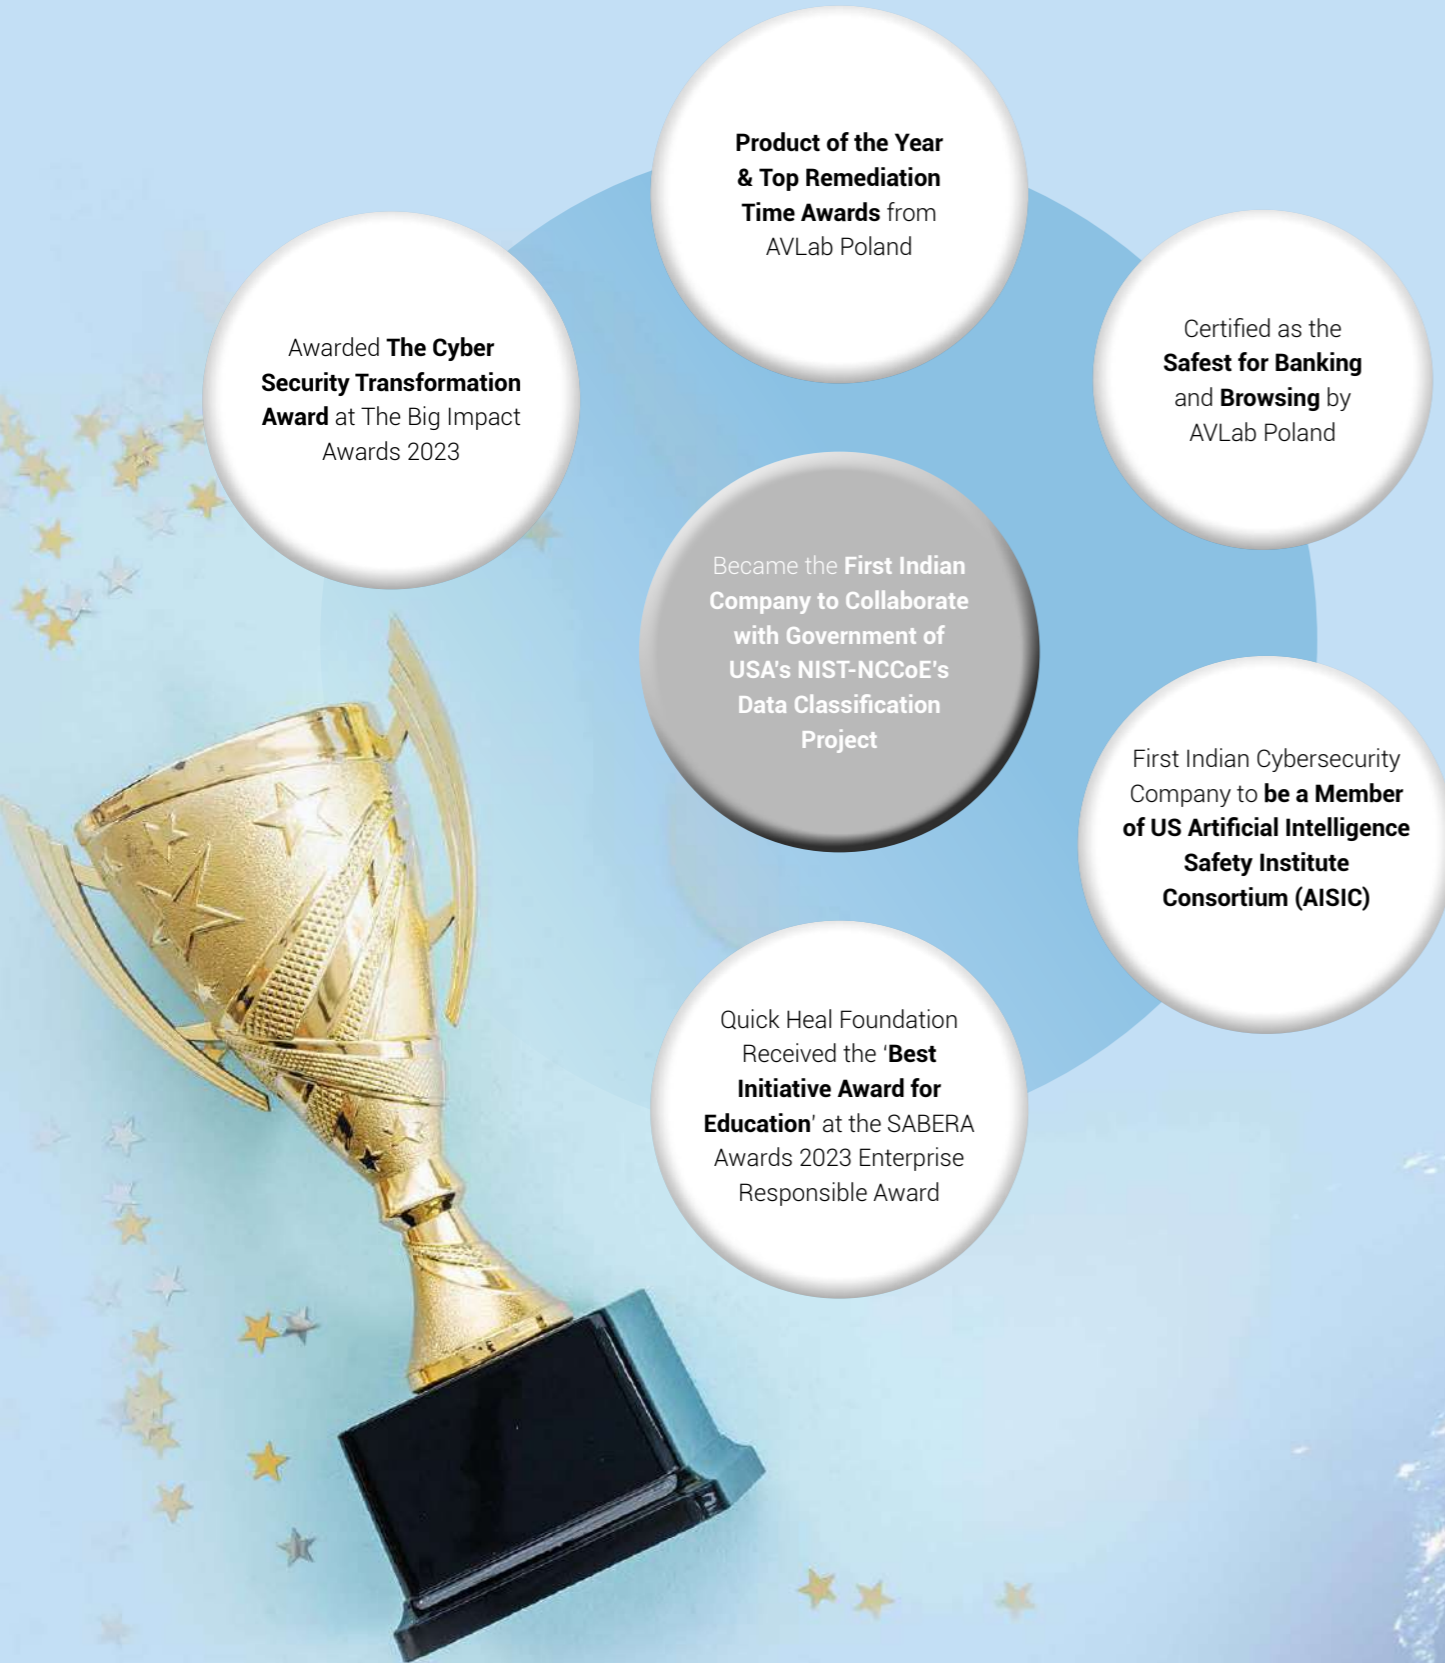 Product of the Year
& Top Remediation
Time Awards from
AVLab Poland
Awarded The Cyber
Security Transformation
Award at The Big Impact
Awards 2023
Certified as the
Safest for Banking
and Browsing by
AVLab Poland
Became the First Indian
Company to Collaborate
with Government of
USA's NIST-NCCoE's
Data Classification
Project
First Indian Cybersecurity
Company to be a Member
of US Artificial Intelligence
Safety Institute
Consortium (AISIC)
Quick Heal Foundation
Received the ‘Best
Initiative Award for
Education’ at the SABERA
Awards 2023 Enterprise
Responsible Award